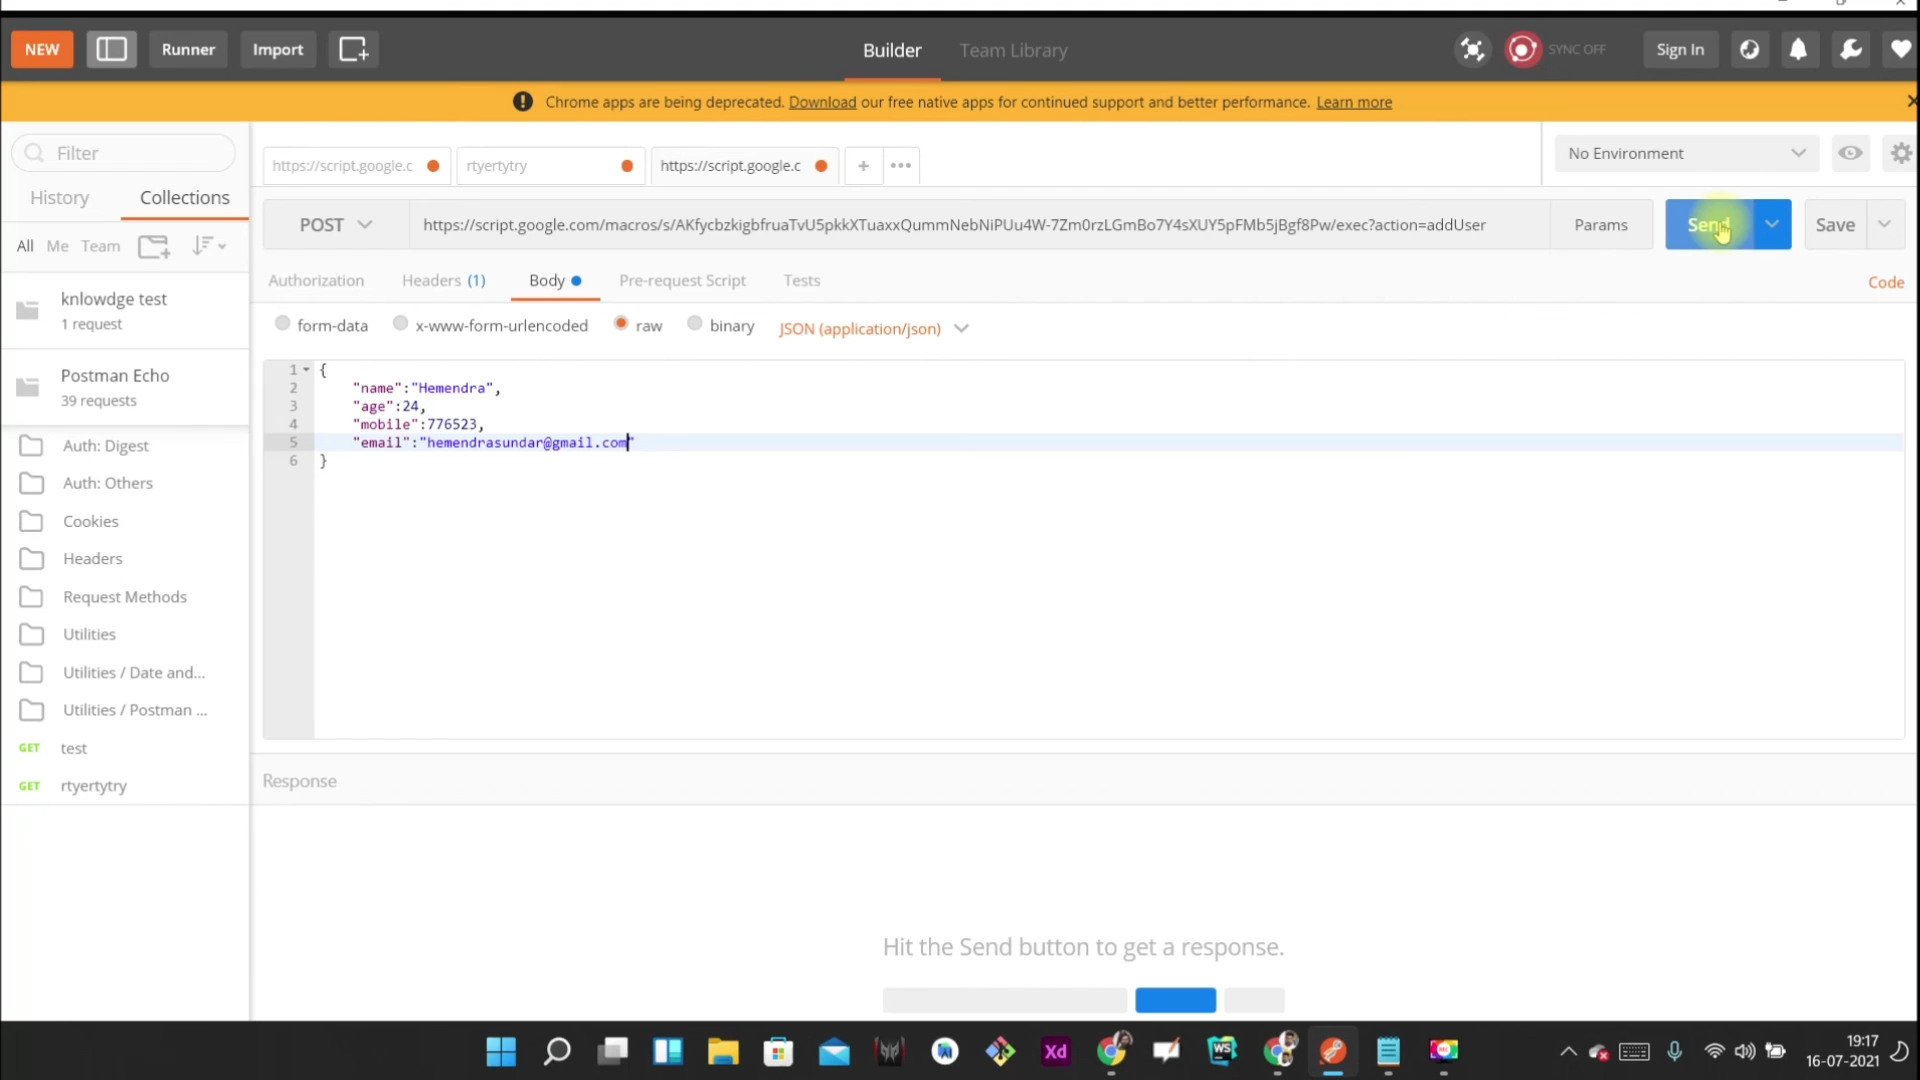 NEW
Runner
Import
Builder
Team Library
SYNC OFF
Sign In
Chrome apps are being deprecated. Download our free native apps for continued support and better performance. Learn more
Filter
History
Collections
All Me Team
knlowdge test
1 request
Postman Echo
39 requests
Auth: Digest
Auth: Others
Cookies
Headers
Request Methods
Utilities
Utilities / Date and...
Utilities / Postman ...
GET test
GET rtyertytry
https://script.google.c
rtyertytry
https://script.google.c
No Environment
POST
https://script.google.com/macros/s/AKfycbzkigbfruaTvU5pkkXTuaxxQummNebNiPUu4W-7Zm0rzLGmBo7Y4sXUY5pFMb5jBgf8Pw/exec?action=addUser
Params
Send
Save
Authorization
Headers (1)
Body
Pre-request Script
Tests
Code
form-data
x-www-form-urlencoded
raw
binary
JSON (application/json)
1 {
2 "name":"Hemendra",
3 "age":24,
4 "mobile":776523,
5 "email":"hemendrasundar@gmail.com"
6 }
Response
Hit the Send button to get a response.
Xd
WS
19:17
16-07-2021